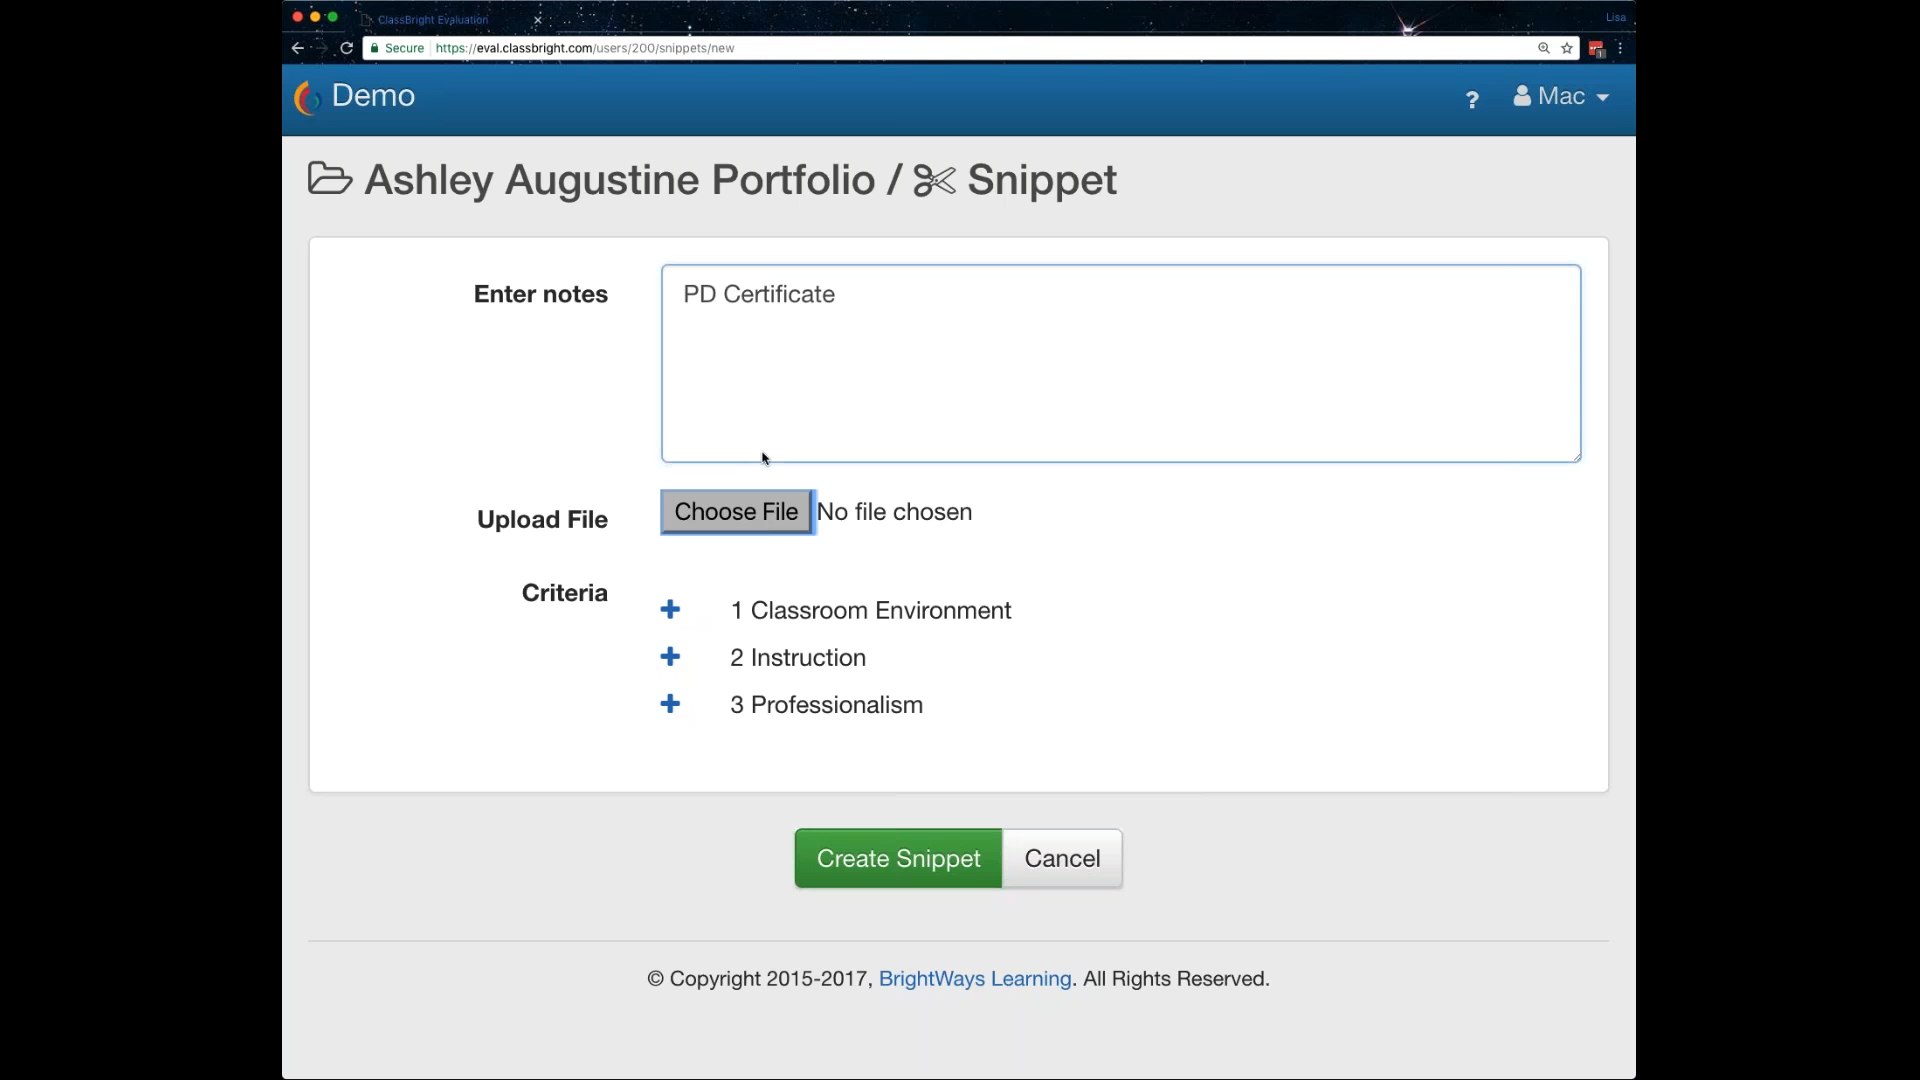 ClassBright Evaluation
Lisa
Secure https://eval.classbright.com/users/200/snippets/new
1
Demo
? Mac
Ashley Augustine Portfolio / Snippet
Enter notes
PD Certificate
Upload File
Choose File No file chosen
Criteria
1 Classroom Environment
2 Instruction
3 Professionalism
Create Snippet
Cancel
© Copyright 2015-2017, BrightWays Learning. All Rights Reserved.